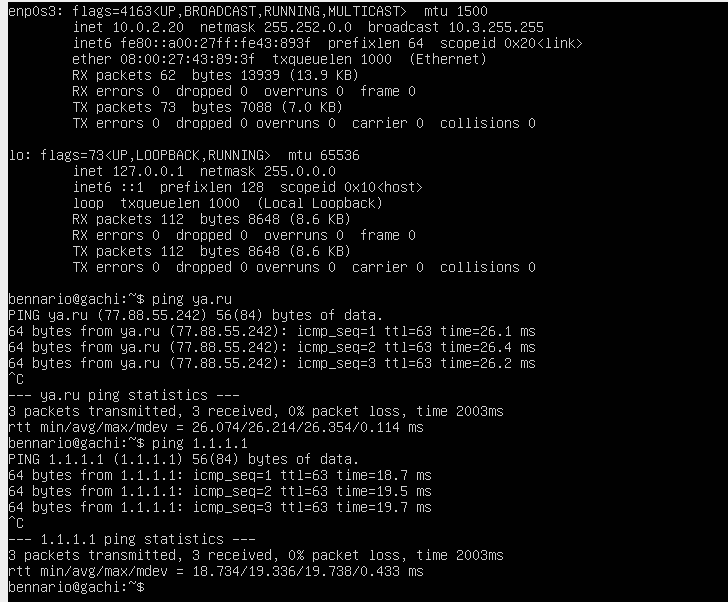 enp0s3: flags=4163<UP,BROADCAST,RUNNING,MULTICAST>  mtu 1500
        inet 10.0.2.20  netmask 255.252.0.0  broadcast 10.3.255.255
        inet6 fe80::a00:27ff:fe43:893f  prefixlen 64  scopeid 0x20<link>
        ether 08:00:27:43:89:3f  txqueuelen 1000  (Ethernet)
        RX packets 62  bytes 13939 (13.9 KB)
        RX errors 0  dropped 0  overruns 0  frame 0
        TX packets 73  bytes 7088 (7.0 KB)
        TX errors 0  dropped 0 overruns 0  carrier 0  collisions 0

lo: flags=73<UP,LOOPBACK,RUNNING>  mtu 65536
        inet 127.0.0.1  netmask 255.0.0.0
        inet6 ::1  prefixlen 128  scopeid 0x10<host>
        loop  txqueuelen 1000  (Local Loopback)
        RX packets 112  bytes 8648 (8.6 KB)
        RX errors 0  dropped 0  overruns 0  frame 0
        TX packets 112  bytes 8648 (8.6 KB)
        TX errors 0  dropped 0 overruns 0  carrier 0  collisions 0

bennario@gachi:~$ ping ya.ru
PING ya.ru (77.88.55.242) 56(84) bytes of data.
64 bytes from ya.ru (77.88.55.242): icmp_seq=1 ttl=63 time=26.1 ms
64 bytes from ya.ru (77.88.55.242): icmp_seq=2 ttl=63 time=26.4 ms
64 bytes from ya.ru (77.88.55.242): icmp_seq=3 ttl=63 time=26.2 ms
^C
--- ya.ru ping statistics ---
3 packets transmitted, 3 received, 0% packet loss, time 2003ms
rtt min/avg/max/mdev = 26.074/26.214/26.354/0.114 ms
bennario@gachi:~$ ping 1.1.1.1
PING 1.1.1.1 (1.1.1.1) 56(84) bytes of data.
64 bytes from 1.1.1.1: icmp_seq=1 ttl=63 time=18.7 ms
64 bytes from 1.1.1.1: icmp_seq=2 ttl=63 time=19.5 ms
64 bytes from 1.1.1.1: icmp_seq=3 ttl=63 time=19.7 ms
^C
--- 1.1.1.1 ping statistics ---
3 packets transmitted, 3 received, 0% packet loss, time 2003ms
rtt min/avg/max/mdev = 18.734/19.336/19.738/0.433 ms
bennario@gachi:~$